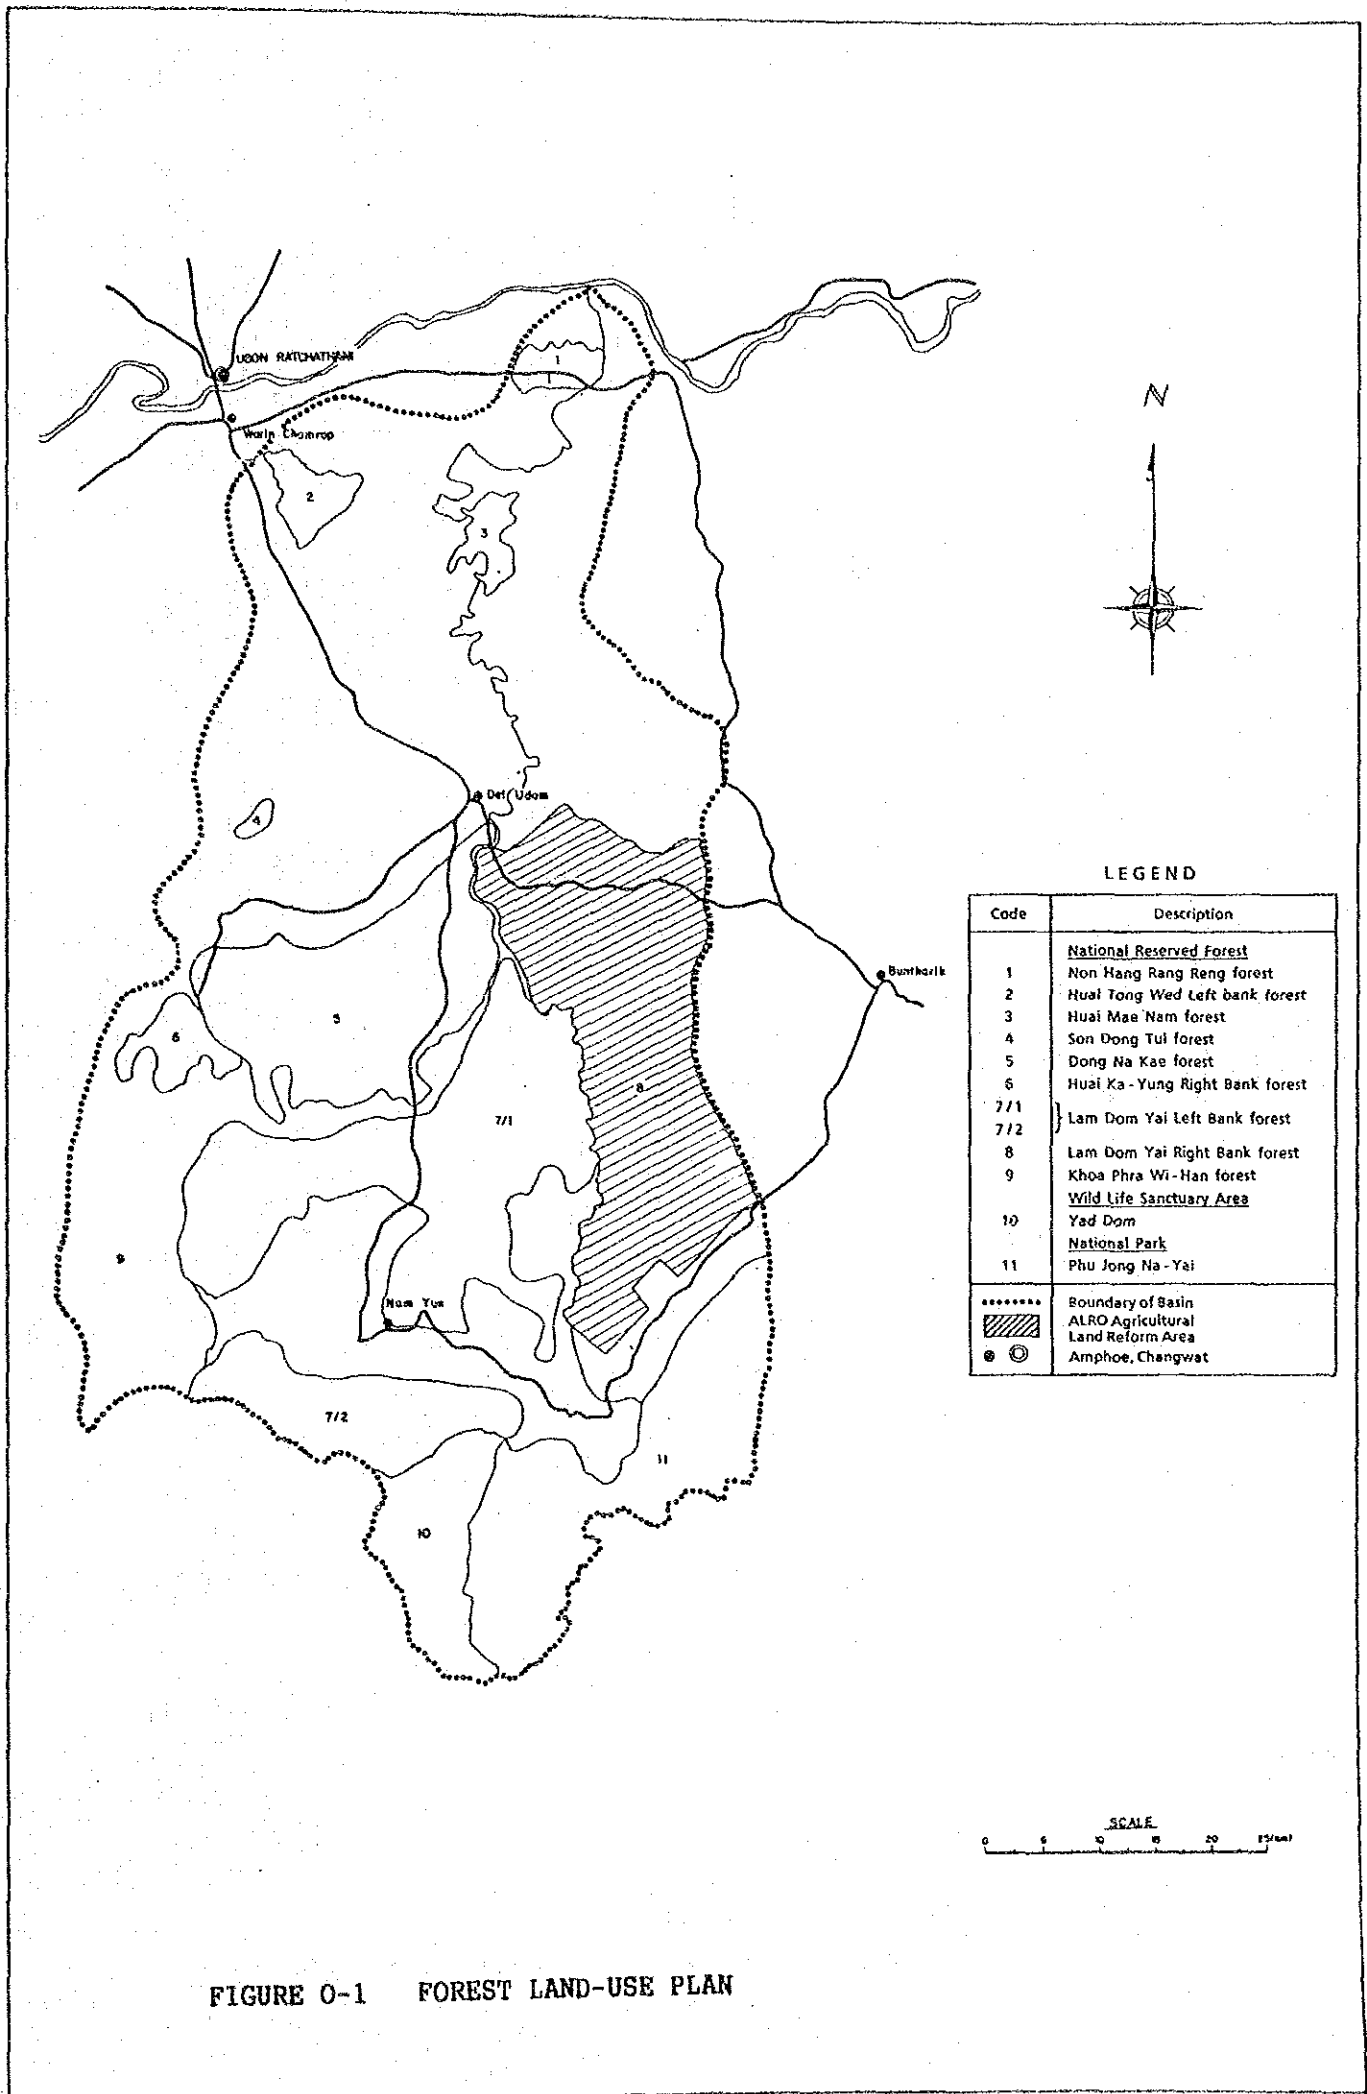 UBON RATCHATHANI
Warin Chamrop
1
1
2
3
N
4
Det Udom
Buntharik
5
6
7/1
8
9
Nam Yun
7/2
10
11
LEGEND
Code Description
National Reserved Forest
1 Non Hang Rang Reng forest
2 Huai Tong Wed Left bank forest
3 Huai Mae Nam forest
4 Son Dong Tui forest
5 Dong Na Kae forest
6 Huai Ka-Yung Right Bank forest
7/1
7/2 } Lam Dom Yai Left Bank forest
8 Lam Dom Yai Right Bank forest
9 Khoa Phra Wi-Han forest
Wild Life Sanctuary Area
10 Yad Dom
National Park
11 Phu Jong Na-Yai
Boundary of Basin
ALRO Agricultural
Land Reform Area
Amphoe, Changwat
SCALE
0 5 10 15 20 25(km)
FIGURE O-1 FOREST LAND-USE PLAN